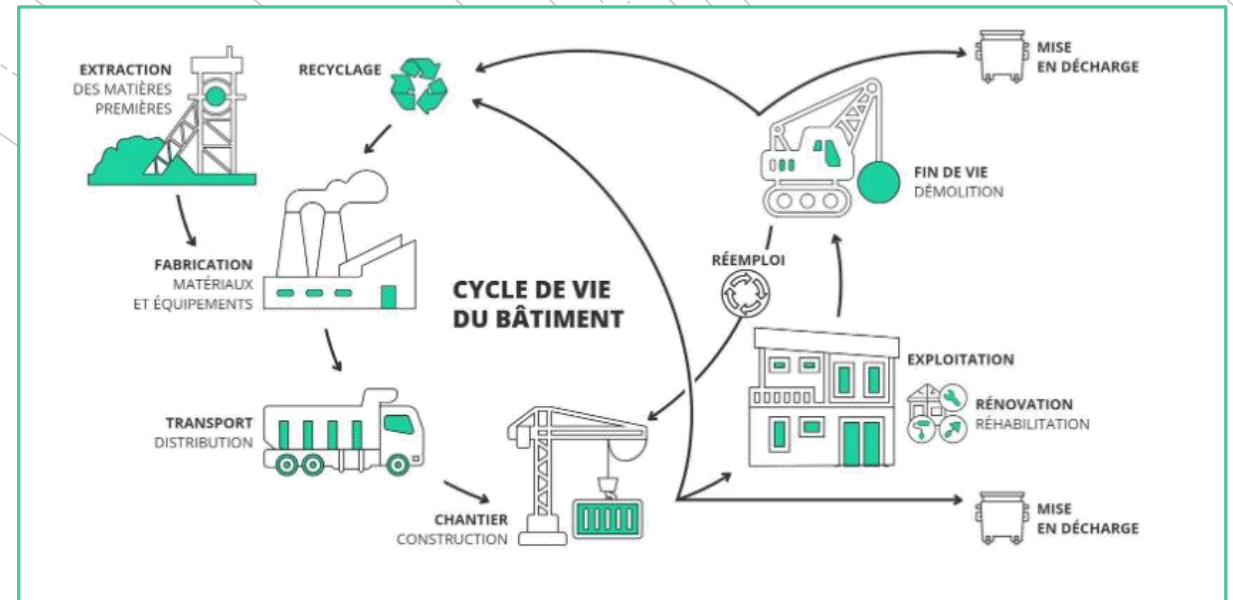 EXTRACTION
DES MATIÈRES
PREMIÈRES
RECYCLAGE
MISE
EN DÉCHARGE
FIN DE VIE
DÉMOLITION
FABRICATION
MATÉRIAUX
ET ÉQUIPEMENTS
RÉEMPLOI
CYCLE DE VIE
DU BÂTIMENT
EXPLOITATION
RÉNOVATION
RÉHABILITATION
TRANSPORT
DISTRIBUTION
CHANTIER
CONSTRUCTION
MISE
EN DÉCHARGE